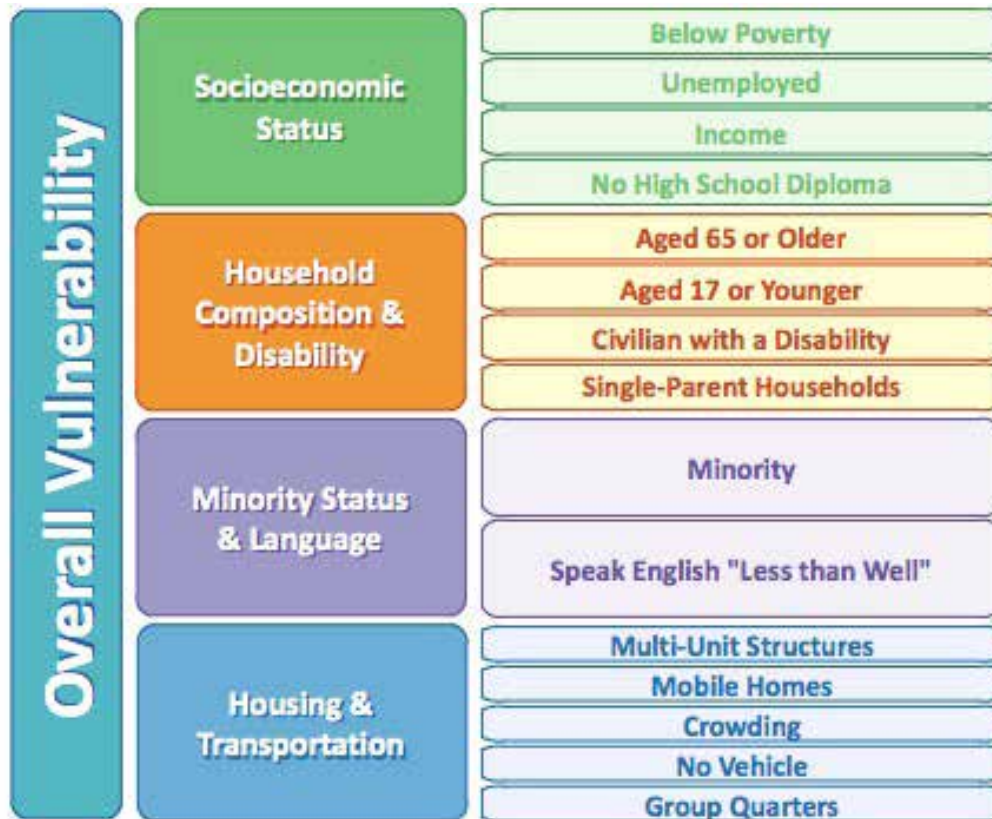 Overall Vulnerability
Socioeconomic
Status
Below Poverty
Unemployed
Income
No High School Diploma
Household
Composition &
Disability
Aged 65 or Older
Aged 17 or Younger
Civilian with a Disability
Single-Parent Households
Minority Status
& Language
Minority
Speak English "Less than Well"
Housing &
Transportation
Multi-Unit Structures
Mobile Homes
Crowding
No Vehicle
Group Quarters